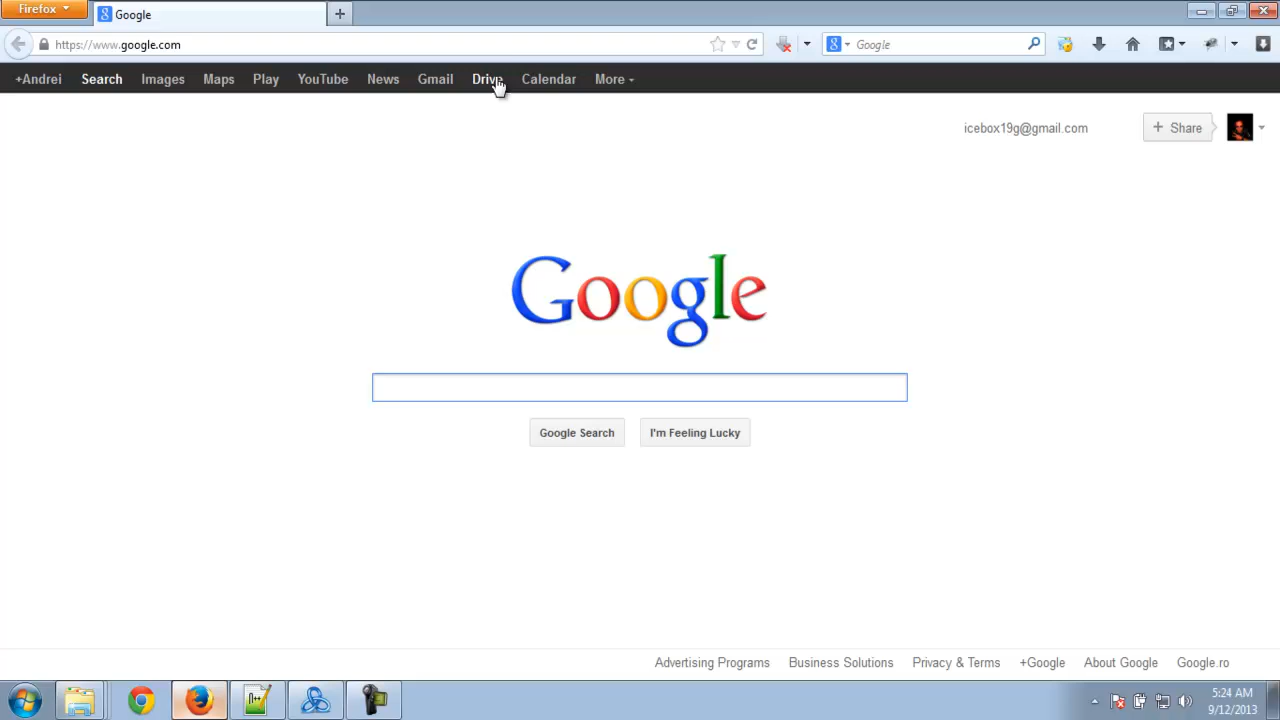 Firefox
Google
https://www.google.com
Google
+Andrei Search Images Maps Play YouTube News Gmail Drive Calendar More
icebox19g@gmail.com
+ Share
Google
Google Search
I'm Feeling Lucky
Advertising Programs Business Solutions Privacy & Terms +Google About Google Google.ro
5:24 AM
9/12/2013